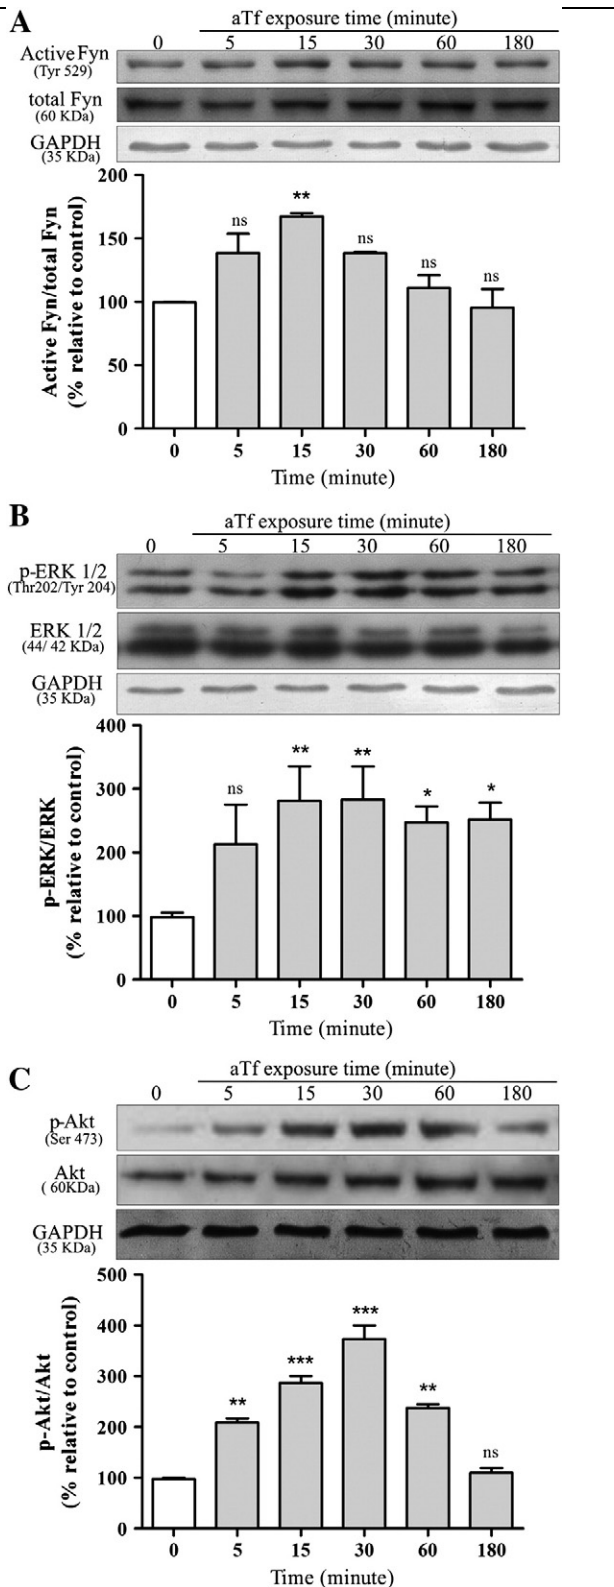 A
aTf exposure time (minute)
0 5 15 30 60 180
Active Fyn
(Tyr 529)
total Fyn
(60 KDa)
GAPDH
(35 KDa)
Active Fyn/total Fyn
(% relative to control)
200
150
100
50
0
ns
**
ns
ns
ns
0 5 15 30 60 180
Time (minute)
B
aTf exposure time (minute)
0 5 15 30 60 180
p-ERK 1/2
(Thr202/Tyr 204)
ERK 1/2
(44/ 42 KDa)
GAPDH
(35 KDa)
p-ERK/ERK
(% relative to control)
400
300
200
100
0
ns
**
**
*
*
0 5 15 30 60 180
Time (minute)
C
aTf exposure time (minute)
0 5 15 30 60 180
p-Akt
(Ser 473)
Akt
( 60KDa)
GAPDH
(35 KDa)
p-Akt/Akt
(% relative to control)
500
400
300
200
100
0
**
***
***
**
ns
0 5 15 30 60 180
Time (minute)